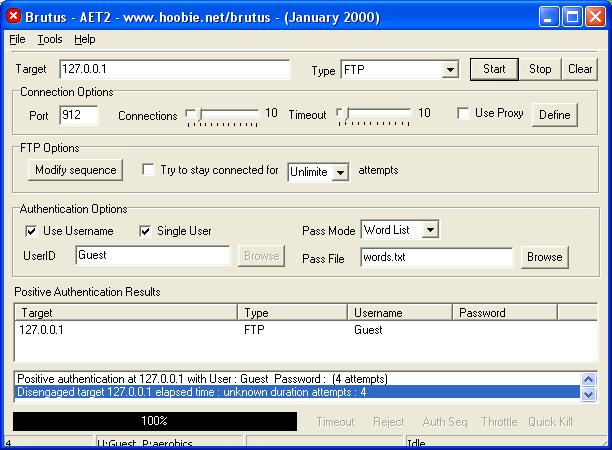 Brutus - AET2 - www.hoobie.net/brutus - (January 2000)
File Tools Help
Target 127.0.0.1 Type FTP Start Stop Clear
Connection Options
Port 912 Connections 10 Timeout 10 Use Proxy Define
FTP Options
Modify sequence Try to stay connected for Unlimite attempts
Authentication Options
Use Username Single User Pass Mode Word List
UserID Guest Browse Pass File words.txt Browse
Positive Authentication Results
Target Type Username Password
127.0.0.1 FTP Guest
Positive authentication at 127.0.0.1 with User : Guest Password : (4 attempts)
Disengaged target 127.0.0.1 elapsed time : unknown duration attempts : 4
100% Timeout Reject Auth Seq Throttle Quick Kill
4 U:Guest P:aerobics Idle